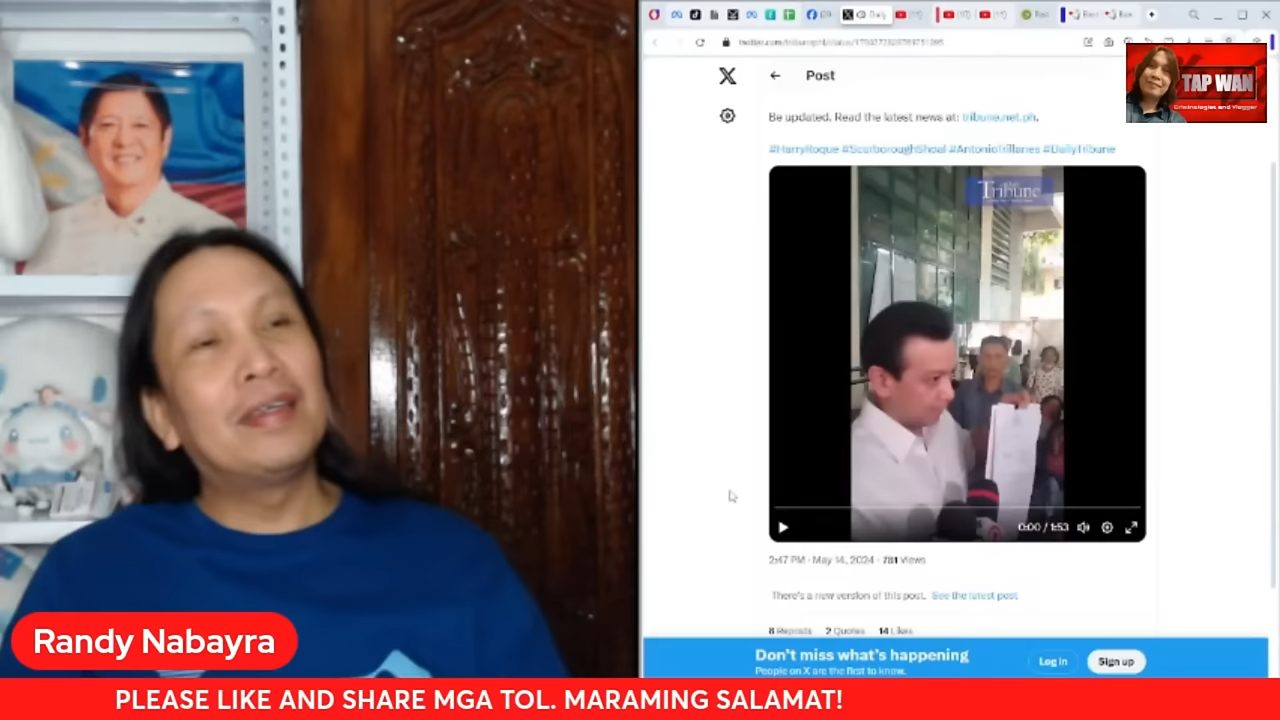 Post
TAP WAN
Criminologist and Vlogger
Be updated. Read the latest news at: tribune.net.ph.
#HarryRoque #ScarboroughShoal #AntonioTrillanes #DailyTribune
Tribune
0:00 / 1:53
2:47 PM · May 14, 2024 · 781 Views
There's a new version of this post. See the latest post
8 Reposts 2 Quotes 14 Likes
Don't miss what's happening
People on X are the first to know.
Log in
Sign up
Randy Nabayra
PLEASE LIKE AND SHARE MGA TOL. MARAMING SALAMAT!